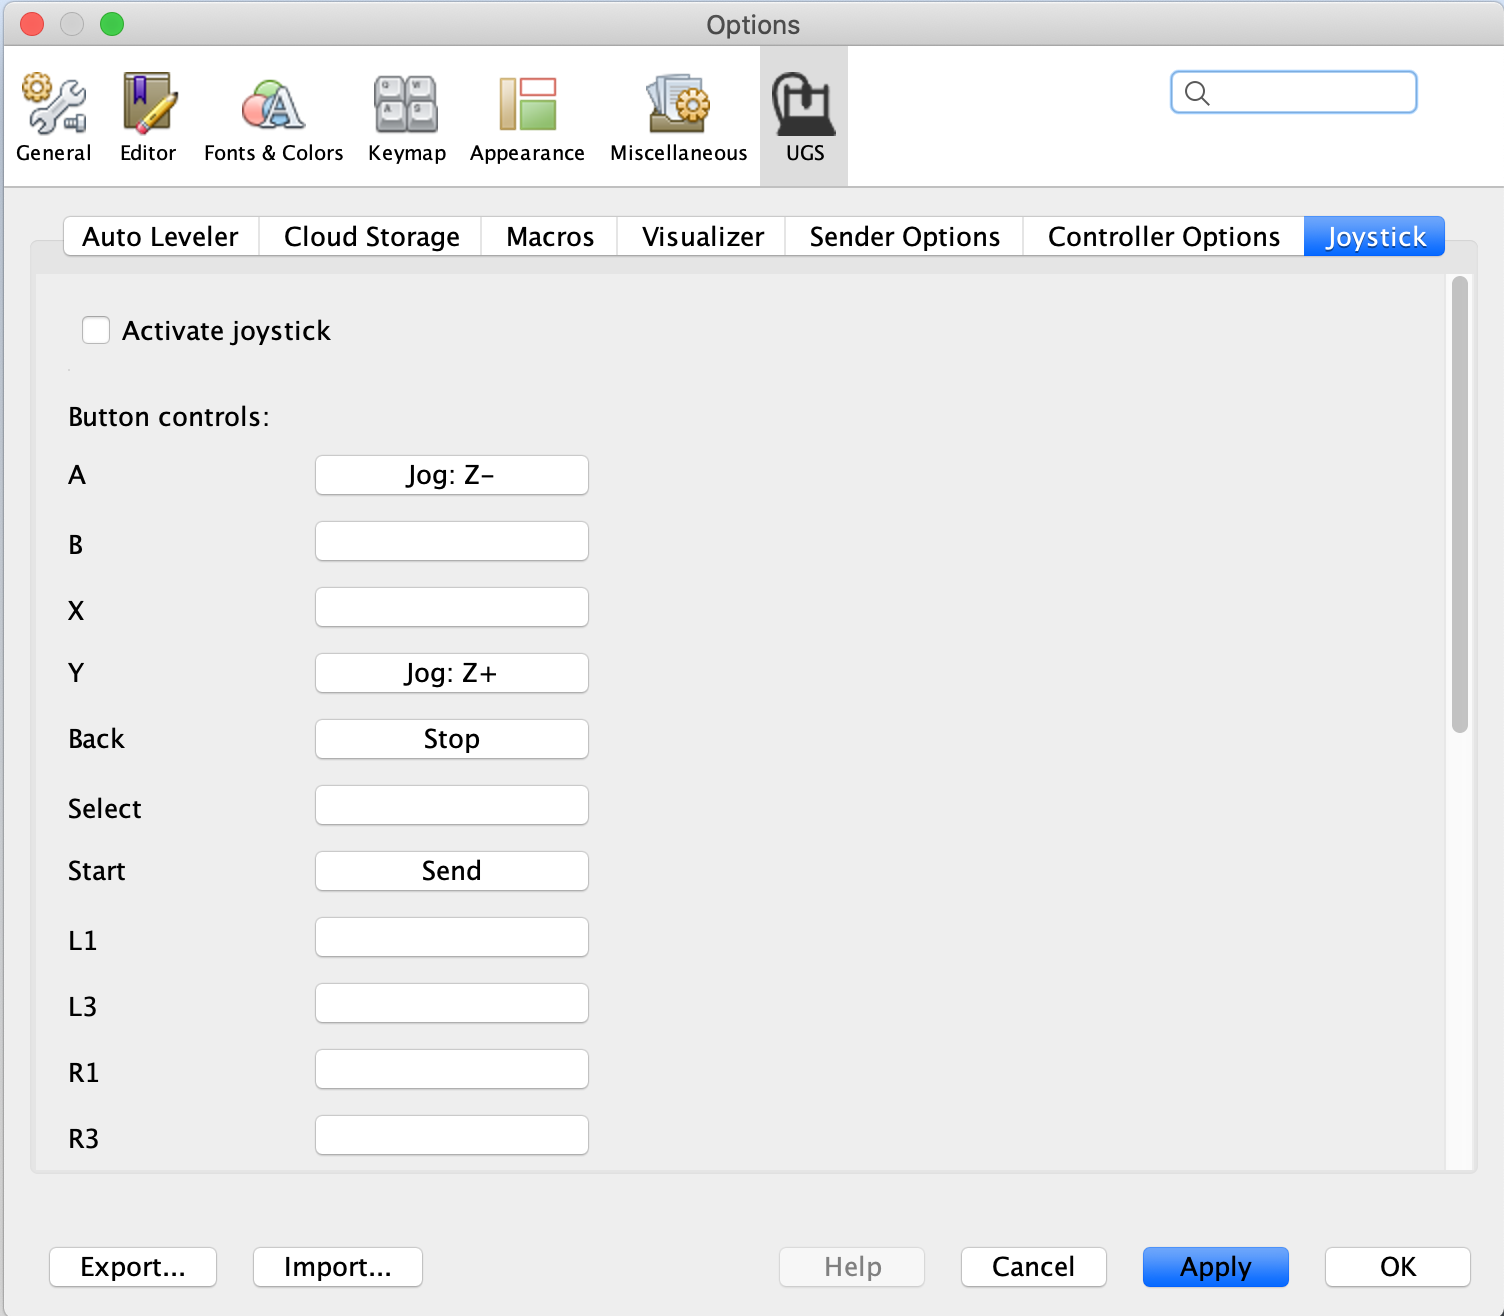 Options
General Editor Fonts & Colors Keymap Appearance Miscellaneous UGS
Auto Leveler Cloud Storage Macros Visualizer Sender Options Controller Options Joystick
Activate joystick
Button controls:
A Jog: Z-
B
X
Y Jog: Z+
Back Stop
Select
Start Send
L1
L3
R1
R3
Export... Import... Help Cancel Apply OK